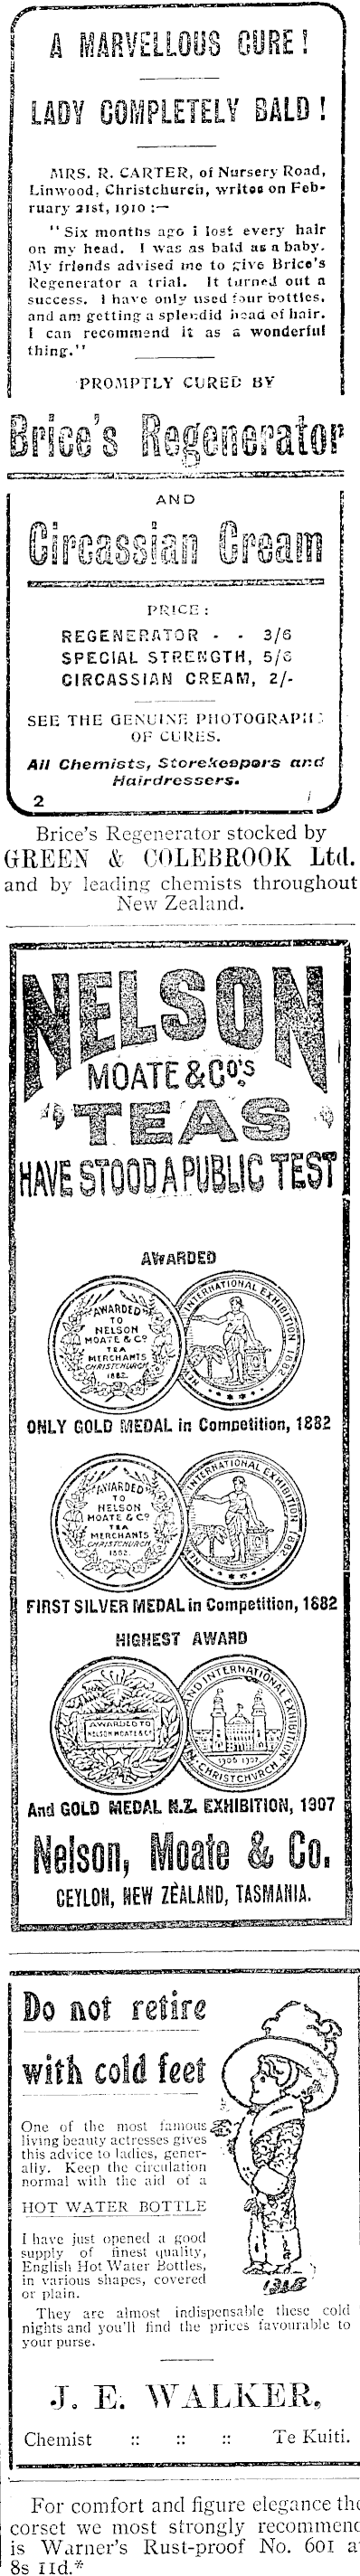 A MARVELLOUS CURE!
LADY COMPLETELY BALD!
MRS. R. CARTER, of Nursery Road,
Linwood, Christchurch, writes on Feb-
ruary 21st, 1910 :—
"Six months ago i lost every hair
on my head. I was as bald as a baby.
My friends advised me to give Brice's
Regenerator a trial. It turned out a
success. I have only used four bottles,
and am getting a splendid head of hair.
I can recommend it as a wonderful
thing."
PROMPTLY CURED BY
Brice's Regenerator
AND
Circassian Cream
PRICE:
REGENERATOR - - 3/6
SPECIAL STRENGTH, 5/6
CIRCASSIAN CREAM, 2/-
SEE THE GENUINE PHOTOGRAPHS
OF CURES.
All Chemists, Storekeepers and
Hairdressers.
2
Brice's Regenerator stocked by
GREEN & COLEBROOK Ltd.
and by leading chemists throughout
New Zealand.
NELSON
MOATE & CO'S
TEAS
HAVE STOOD A PUBLIC TEST
AWARDED
AWARDED
TO
NELSON
MOATE & CO
TEA
MERCHANTS
CHRISTCHURCH
1882.
INTERNATIONAL EXHIBITION 1882
ONLY GOLD MEDAL in Competition, 1882
AWARDED
TO
NELSON
MOATE & CO
TEA
MERCHANTS
CHRISTCHURCH
1882.
INTERNATIONAL EXHIBITION 1882
FIRST SILVER MEDAL in Competition, 1882
HIGHEST AWARD
AWARDED TO
NELSON MOATE & CO
AND INTERNATIONAL EXHIBITION
1906 1907
CHRISTCHURCH
And GOLD MEDAL N.Z. EXHIBITION, 1907
Nelson, Moate & Co.
CEYLON, NEW ZEALAND, TASMANIA.
Do not retire
with cold feet
One of the most famous
living beauty actresses gives
this advice to ladies, gener-
ally. Keep the circulation
normal with the aid of a
HOT WATER BOTTLE
I have just opened a good
supply of finest quality,
English Hot Water Bottles,
in various shapes, covered
or plain.
They are almost indispensable these cold
nights and you'll find the prices favourable to
your purse.
J. E. WALKER,
Chemist :: :: :: Te Kuiti.
For comfort and figure elegance the
corset we most strongly recommend
is Warner's Rust-proof No. 601 at
8s 11d.*